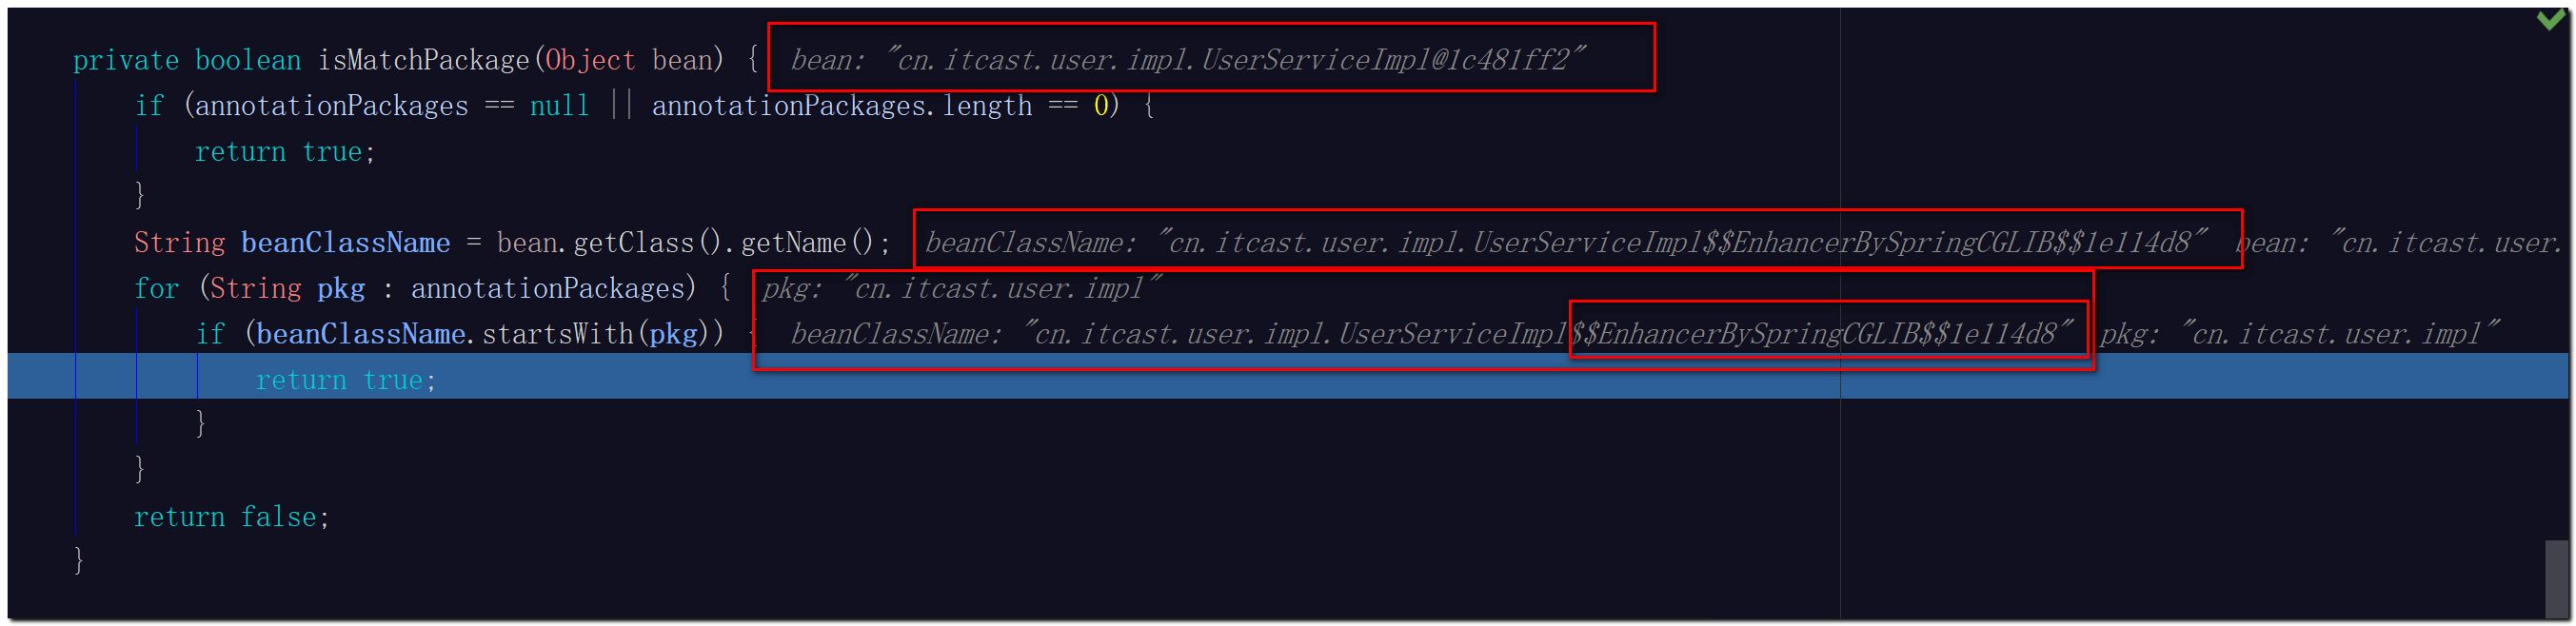 private boolean isMatchPackage(Object bean) {  bean: "cn.itcast.user.impl.UserServiceImpl@1c481ff2"
if (annotationPackages == null || annotationPackages.length == 0) {
return true;
}
String beanClassName = bean.getClass().getName();  beanClassName: "cn.itcast.user.impl.UserServiceImpl$$EnhancerBySpringCGLIB$$1e114d8"  bean: "cn.itcast.user.
for (String pkg : annotationPackages) {  pkg: "cn.itcast.user.impl"
if (beanClassName.startsWith(pkg)) {  beanClassName: "cn.itcast.user.impl.UserServiceImpl$$EnhancerBySpringCGLIB$$1e114d8"  pkg: "cn.itcast.user.impl"
return true;
}
}
return false;
}